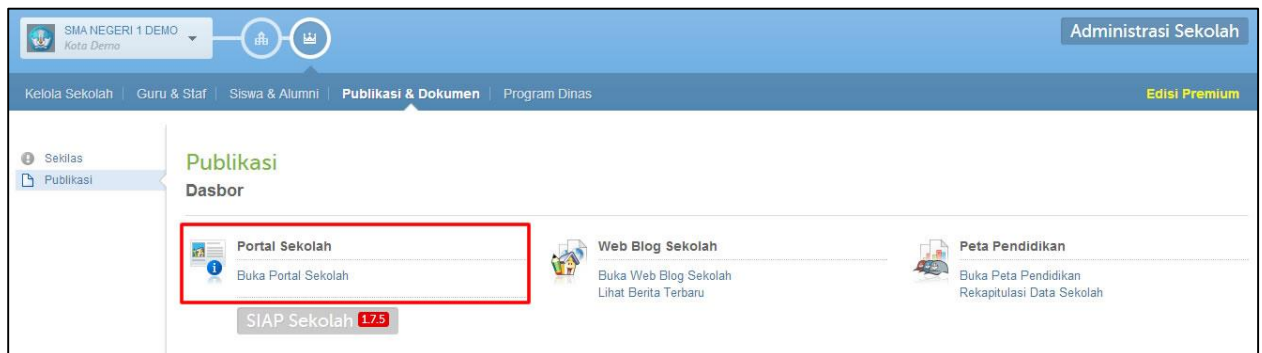 SMA NEGERI 1 DEMO
Kota Demo
Administrasi Sekolah
Kelola Sekolah Guru & Staf Siswa & Alumni Publikasi & Dokumen Program Dinas Edisi Premium
Sekilas
Publikasi
Publikasi
Dasbor
Portal Sekolah
Buka Portal Sekolah
Web Blog Sekolah
Buka Web Blog Sekolah
Lihat Berita Terbaru
Peta Pendidikan
Buka Peta Pendidikan
Rekapitulasi Data Sekolah
SIAP Sekolah 1.7.5